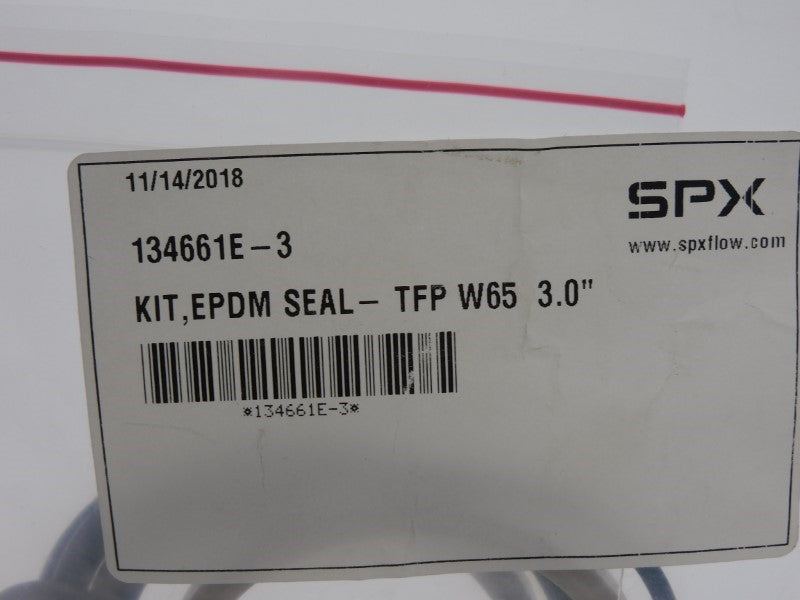 11/14/2018
SPX
www.spxflow.com
134661E-3
KIT,EPDM SEAL- TFP W65 3.0"
*134661E-3*